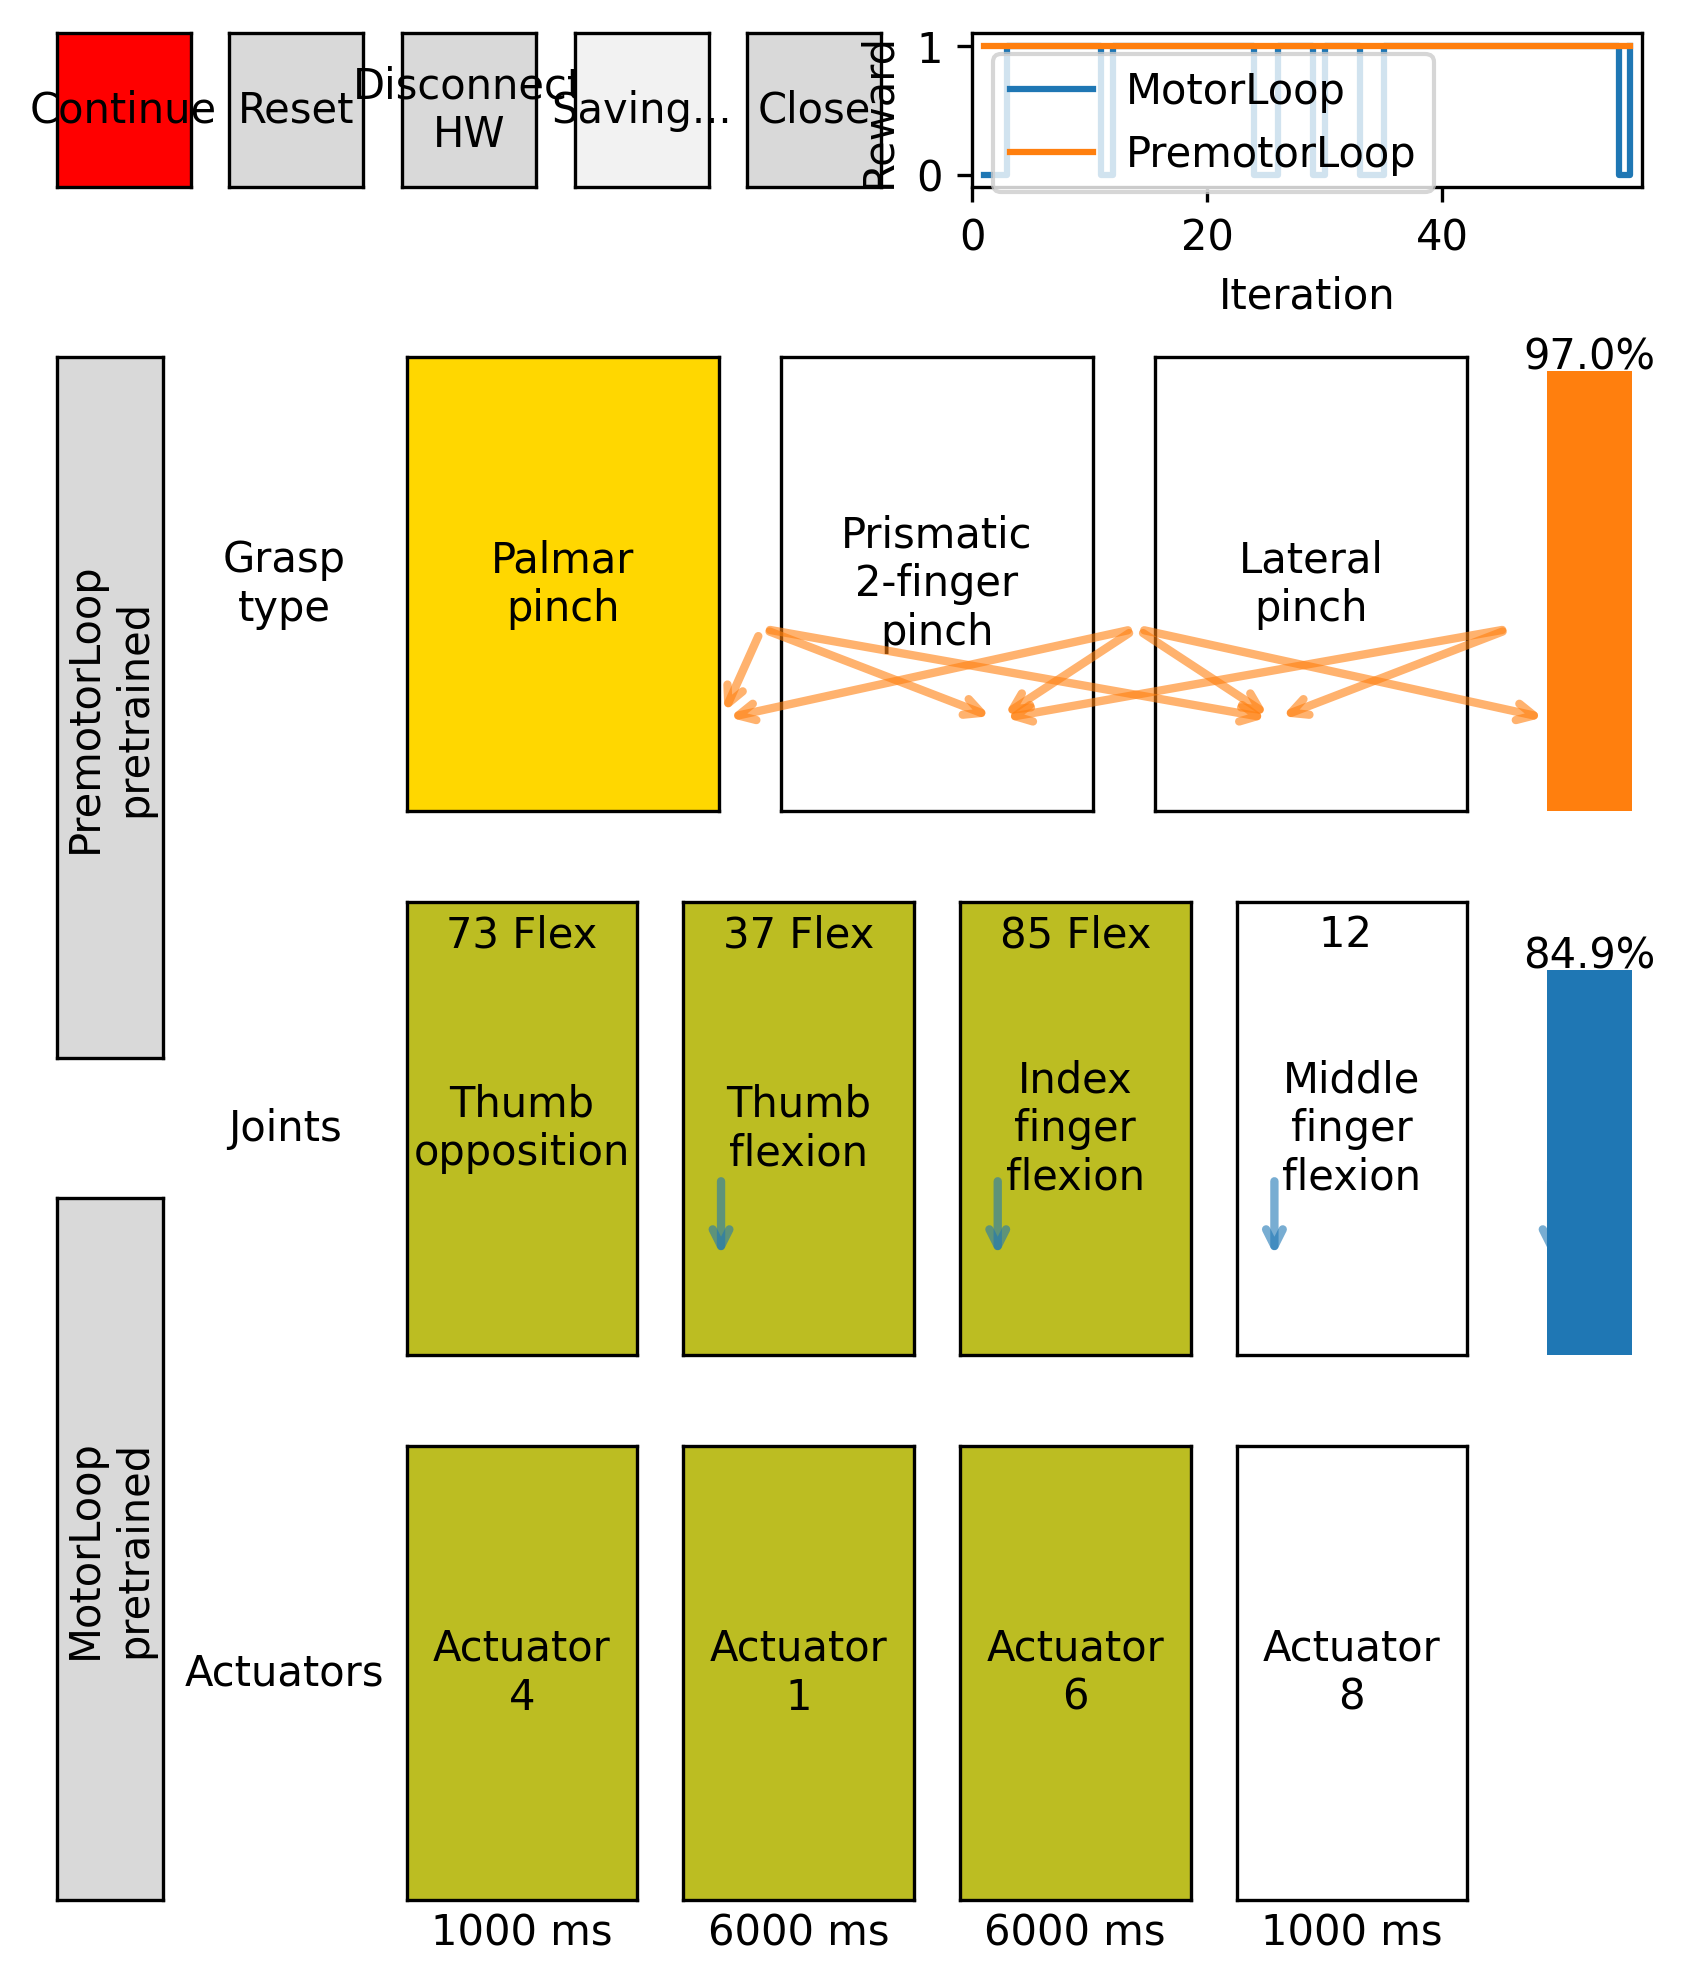 Continue
Reset
Disconnect
HW
Saving...
Close
Reward
1
0
MotorLoop
PremotorLoop
0
20
40
Iteration
PremotorLoop
pretrained
Grasp
type
Palmar
pinch
Prismatic
2-finger
pinch
Lateral
pinch
97.0%
Joints
73 Flex
Thumb
opposition
37 Flex
Thumb
flexion
85 Flex
Index
finger
flexion
12
Middle
finger
flexion
84.9%
MotorLoop
pretrained
Actuators
Actuator
4
Actuator
1
Actuator
6
Actuator
8
1000 ms
6000 ms
6000 ms
1000 ms